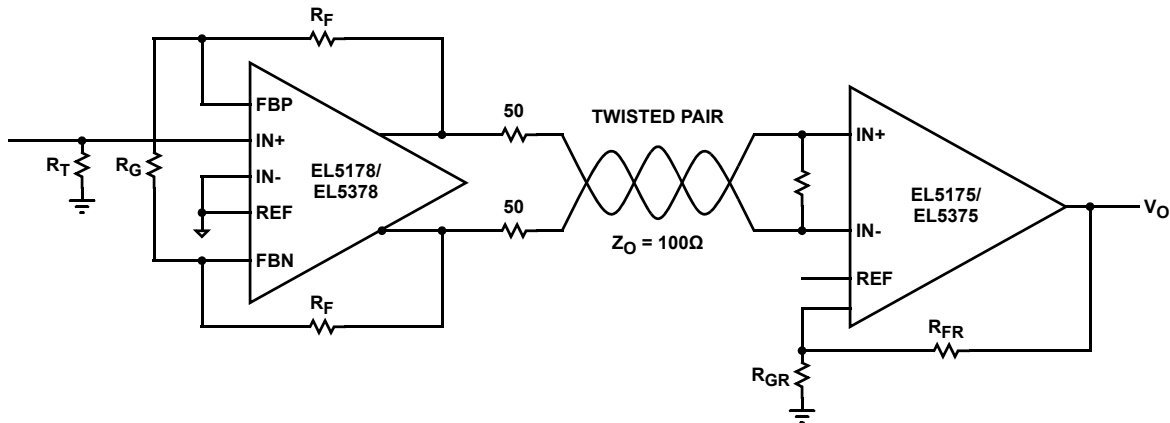 RF
50
TWISTED PAIR
FBP
IN+
IN-
REF
FBN
RT
RG
EL5178/
EL5378
50
ZO = 100Ω
RF
IN+
IN-
REF
EL5175/
EL5375
VO
RFR
RGR